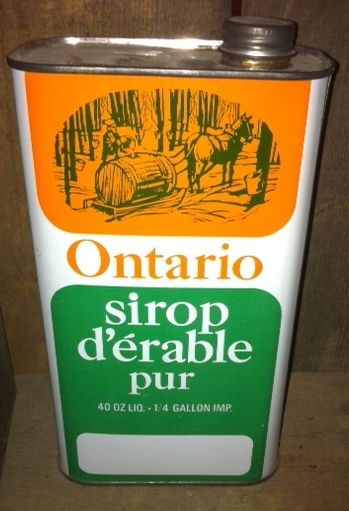 Ontario
sirop
d'érable
pur
40 OZ LIQ. • 1/4 GALLON IMP.